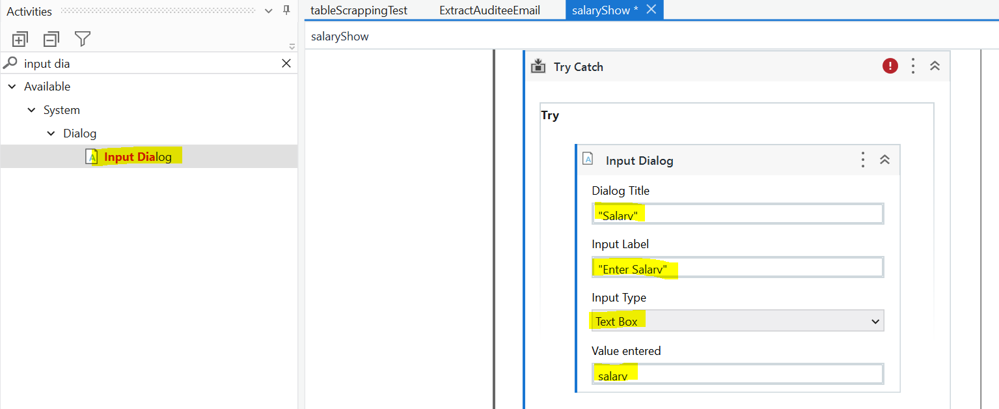 Activities
input dia
Available
System
Dialog
Input Dialog
tableScrappingTest
ExtractAuditeeEmail
salaryShow *
salaryShow
Try Catch
Try
Input Dialog
Dialog Title
"Salary"
Input Label
"Enter Salary"
Input Type
Text Box
Value entered
salary